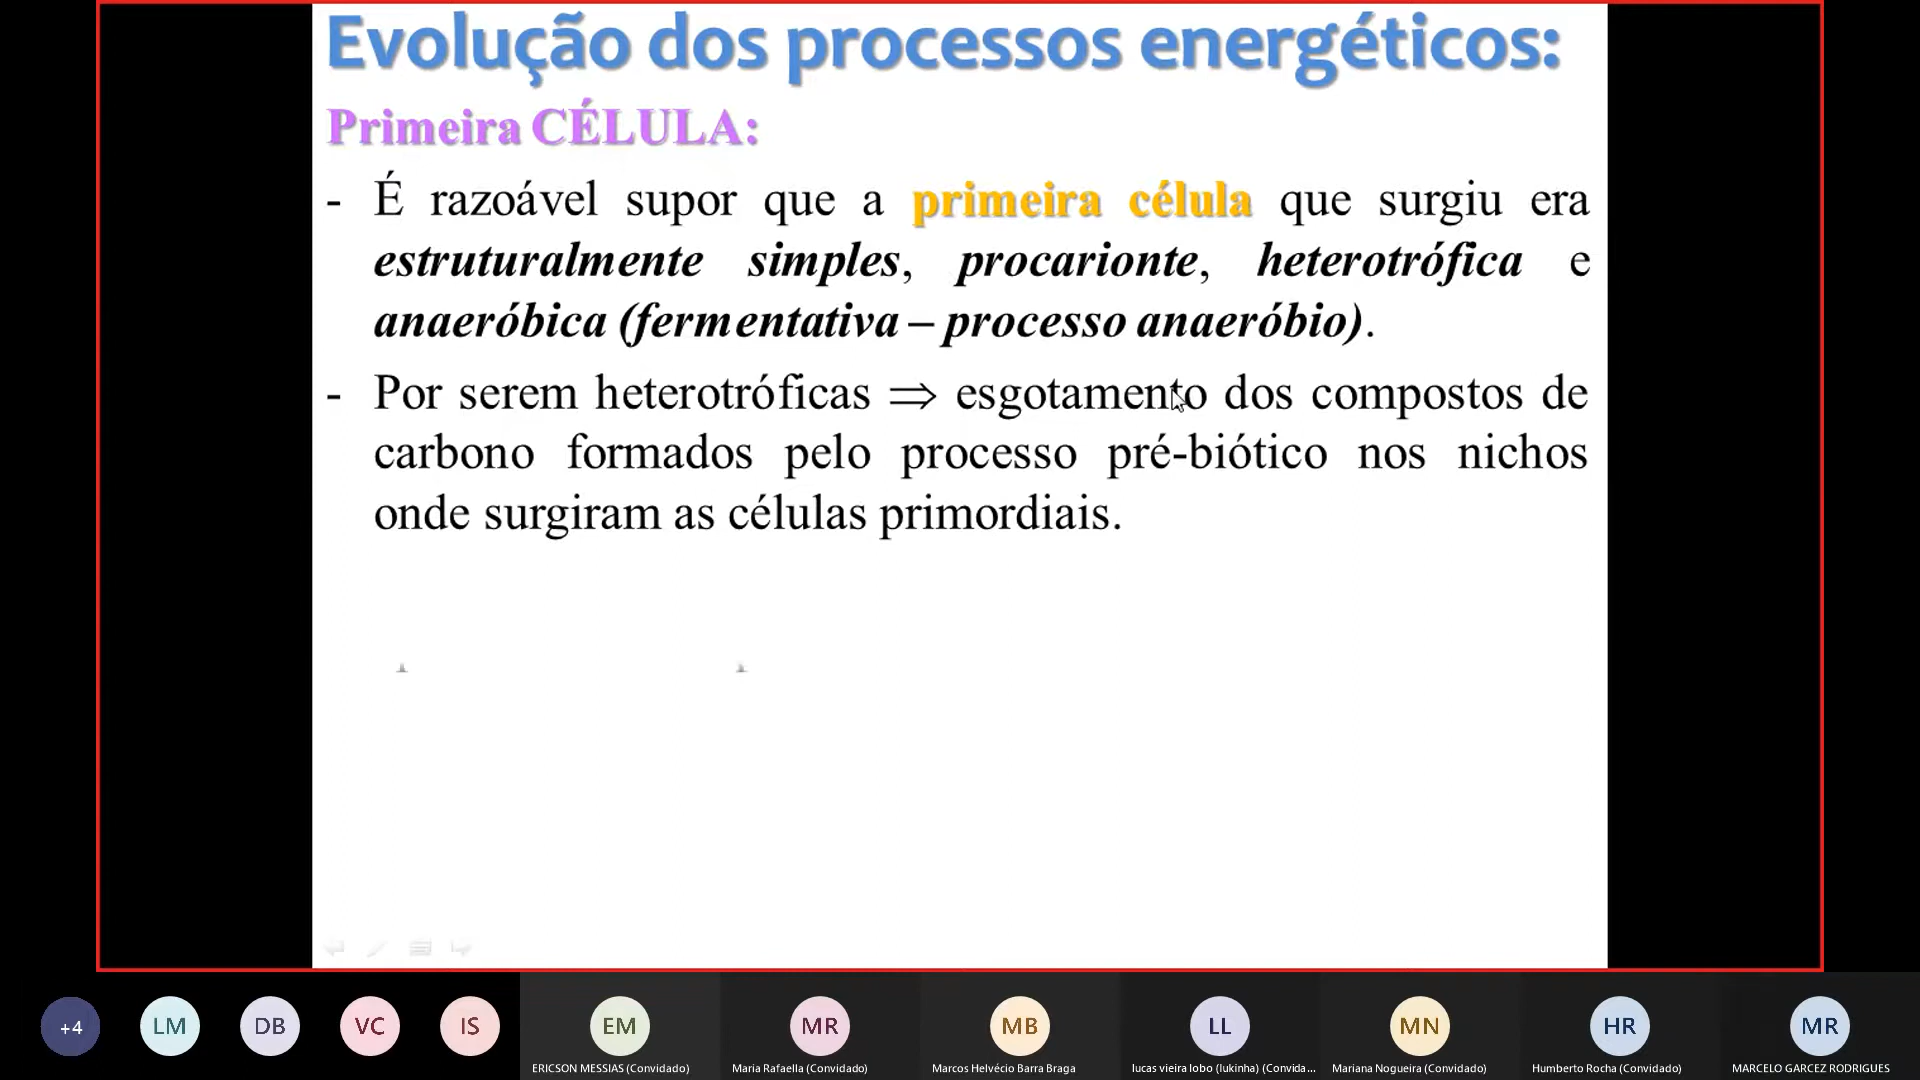 Evolução dos processos energéticos:
Primeira CÉLULA:
- É razoável supor que a primeira célula que surgiu era
estruturalmente simples, procarionte, heterotrófica e
anaeróbica (fermentativa – processo anaeróbio).
- Por serem heterotróficas ⇒ esgotamento dos compostos de
carbono formados pelo processo pré-biótico nos nichos
onde surgiram as células primordiais.
+4 LM DB VC IS EM MR MB LL MN HR MR
ERICSON MESSIAS (Convidado) Maria Rafaella (Convidado) Marcos Helvécio Barra Braga lucas vieira lobo (lukinha) (Convida... Mariana Nogueira (Convidado) Humberto Rocha (Convidado) MARCELO GARCEZ RODRIGUES